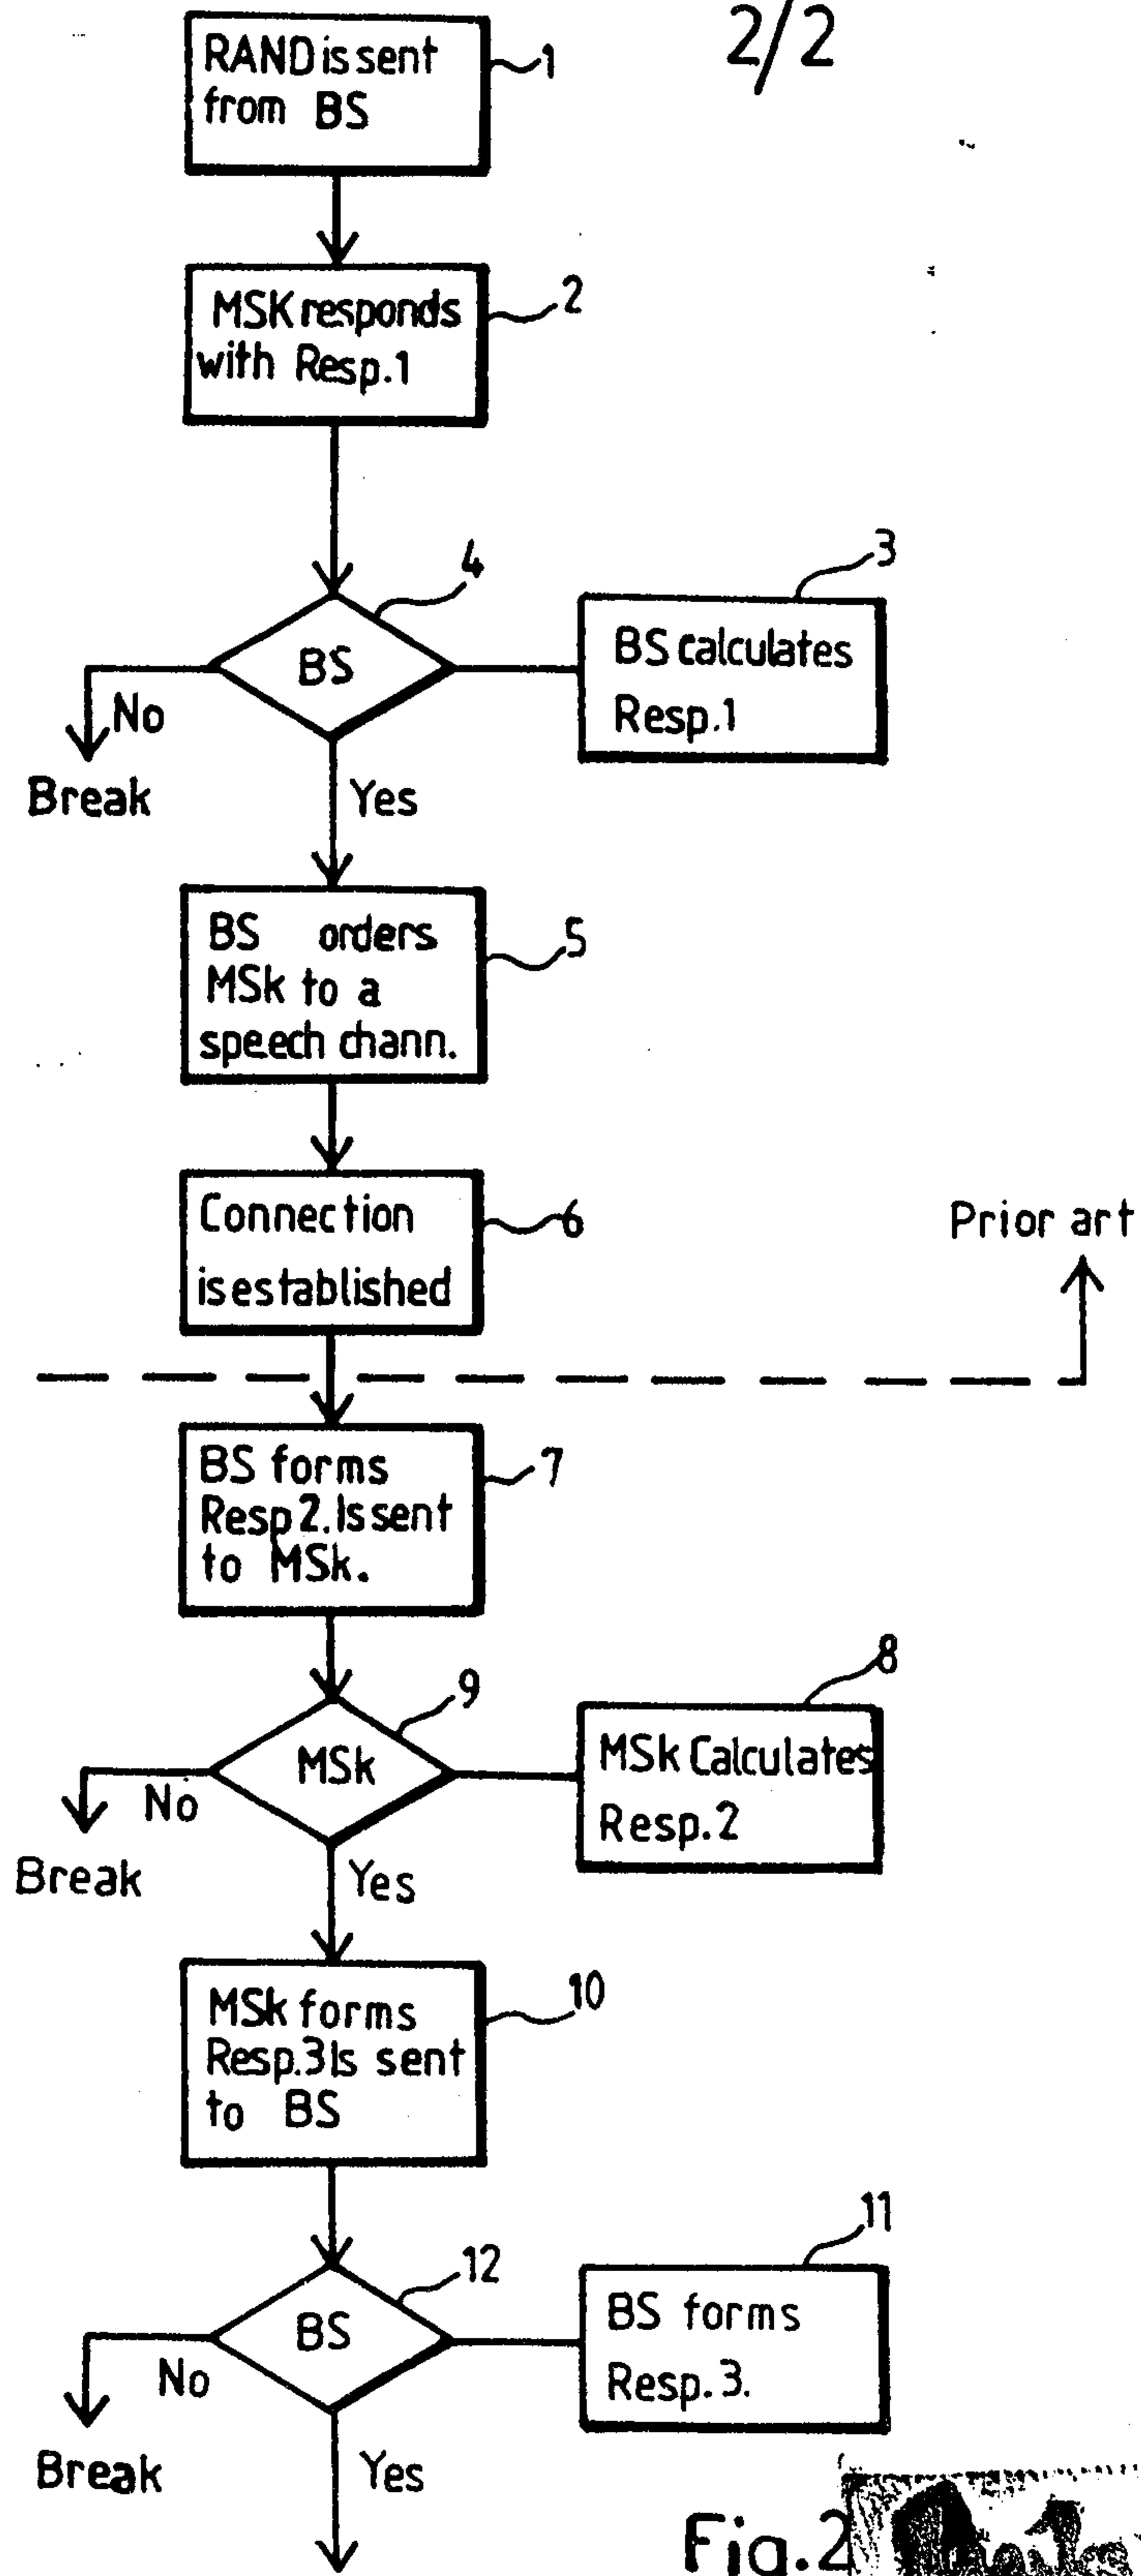 2/2
RAND is sent
from BS
1
MSK responds
with Resp.1
2
4
3
BS
BS calculates
Resp.1
No
Break
Yes
BS orders
MSk to a
speech chann.
5
Connection
is established
6
Prior art
BS forms
Resp2. Is sent
to MSk.
7
9
8
MSk
MSk Calculates
Resp.2
No
Break
Yes
MSk forms
Resp.3 Is sent
to BS
10
12
11
BS
BS forms
Resp. 3.
No
Break
Yes
Fig.2